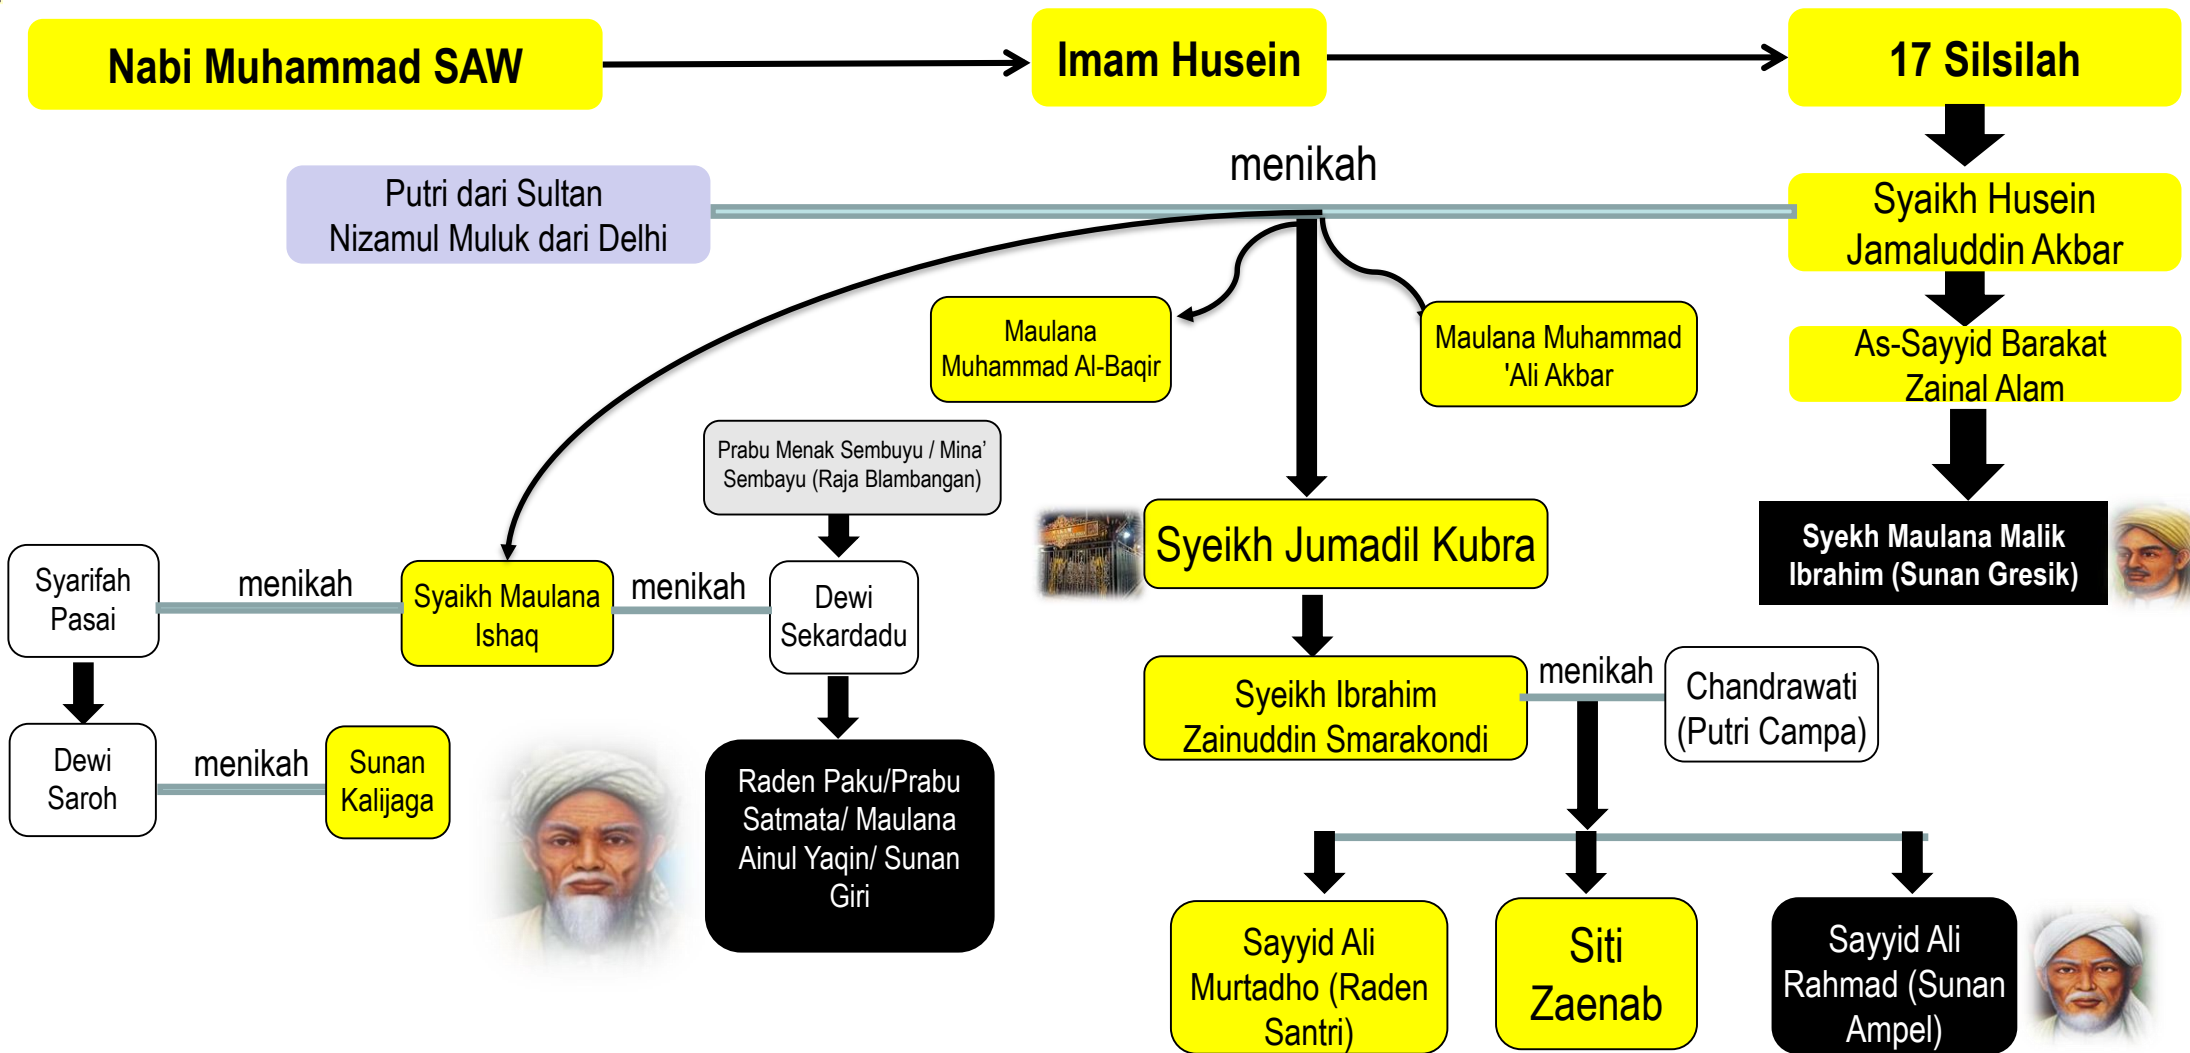 Nabi Muhammad SAW
Imam Husein
17 Silsilah
menikah
Putri dari Sultan
Nizamul Muluk dari Delhi
Syaikh Husein
Jamaluddin Akbar
Maulana
Muhammad Al-Baqir
Maulana Muhammad
'Ali Akbar
As-Sayyid Barakat
Zainal Alam
Prabu Menak Sembuyu / Mina’
Sembayu (Raja Blambangan)
Syeikh Jumadil Kubra
Syekh Maulana Malik
Ibrahim (Sunan Gresik)
Syarifah
Pasai
menikah
Syaikh Maulana
Ishaq
menikah
Dewi
Sekardadu
Syeikh Ibrahim
Zainuddin Smarakondi
menikah
Chandrawati
(Putri Campa)
Dewi
Saroh
menikah
Sunan
Kalijaga
Raden Paku/Prabu
Satmata/ Maulana
Ainul Yaqin/ Sunan
Giri
Sayyid Ali
Murtadho (Raden
Santri)
Siti
Zaenab
Sayyid Ali
Rahmad (Sunan
Ampel)